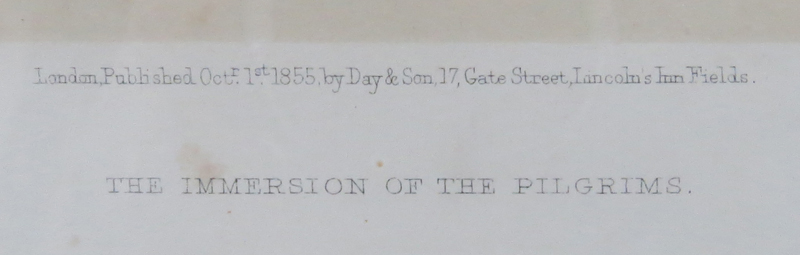 London, Published Octr. 1st. 1855, by Day & Son, 17, Gate Street, Lincoln's Inn Fields.
THE IMMERSION OF THE PILGRIMS.